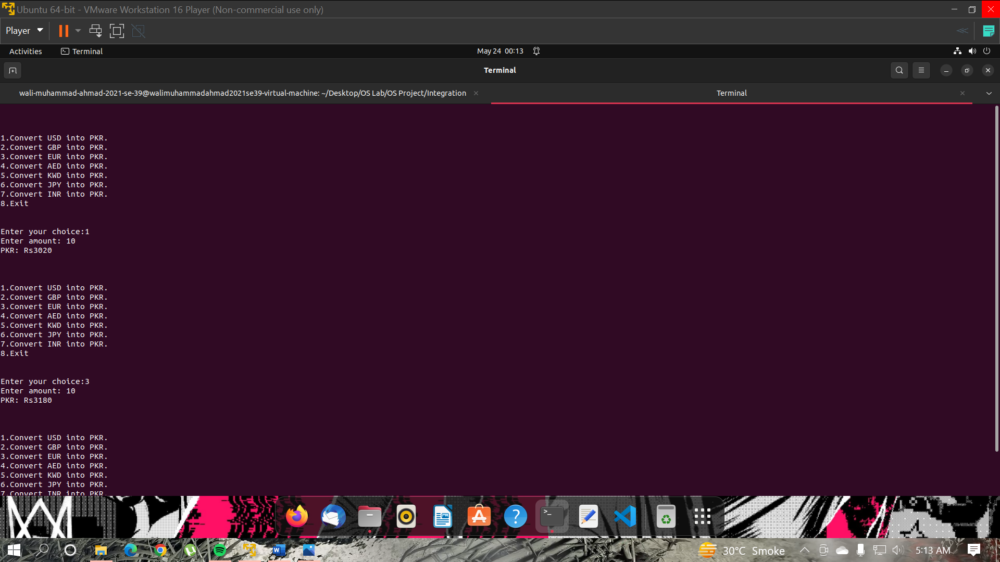 Ubuntu 64-bit - VMware Workstation 16 Player (Non-commercial use only)
Player
Activities
Terminal
May 24 00:13
Terminal
wali-muhammad-ahmad-2021-se-39@walimuhammadahmad2021se39-virtual-machine: ~/Desktop/OS Lab/OS Project/Integration
Terminal
1.Convert USD into PKR.
2.Convert GBP into PKR.
3.Convert EUR into PKR.
4.Convert AED into PKR.
5.Convert KWD into PKR.
6.Convert JPY into PKR.
7.Convert INR into PKR.
8.Exit
Enter your choice:1
Enter amount: 10
PKR: Rs3020
1.Convert USD into PKR.
2.Convert GBP into PKR.
3.Convert EUR into PKR.
4.Convert AED into PKR.
5.Convert KWD into PKR.
6.Convert JPY into PKR.
7.Convert INR into PKR.
8.Exit
Enter your choice:3
Enter amount: 10
PKR: Rs3180
1.Convert USD into PKR.
2.Convert GBP into PKR.
3.Convert EUR into PKR.
4.Convert AED into PKR.
5.Convert KWD into PKR.
6.Convert JPY into PKR.
7.Convert INR into PKR.
30°C Smoke
5:13 AM